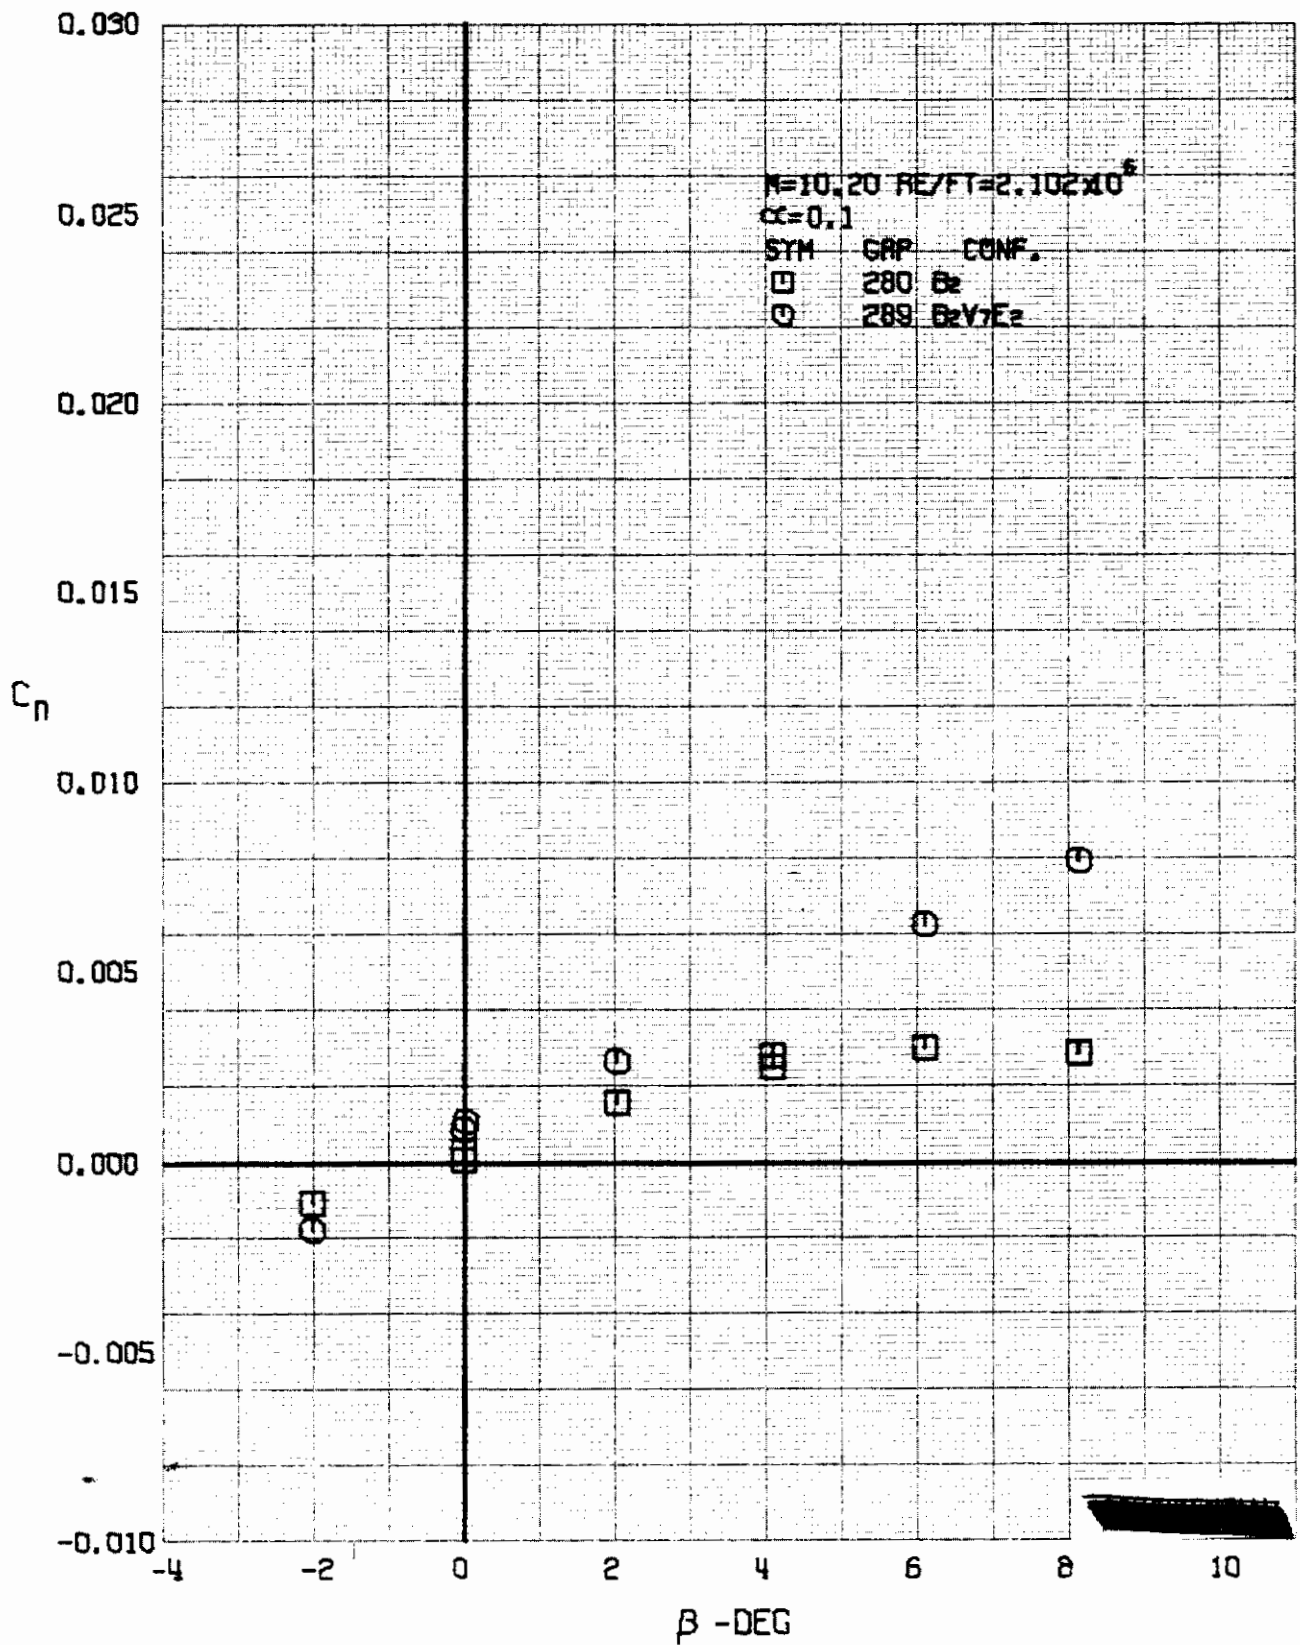 0.030
0.025
0.020
0.015
0.010
0.005
0.000
-0.005
-0.010
Cn
M=10.20 RE/FT=2.102x10⁶
α=0.1
SYM GRP CONF.
280 B₂
289 B₂V₇E₂
-4 -2 0 2 4 6 8 10
β -DEG